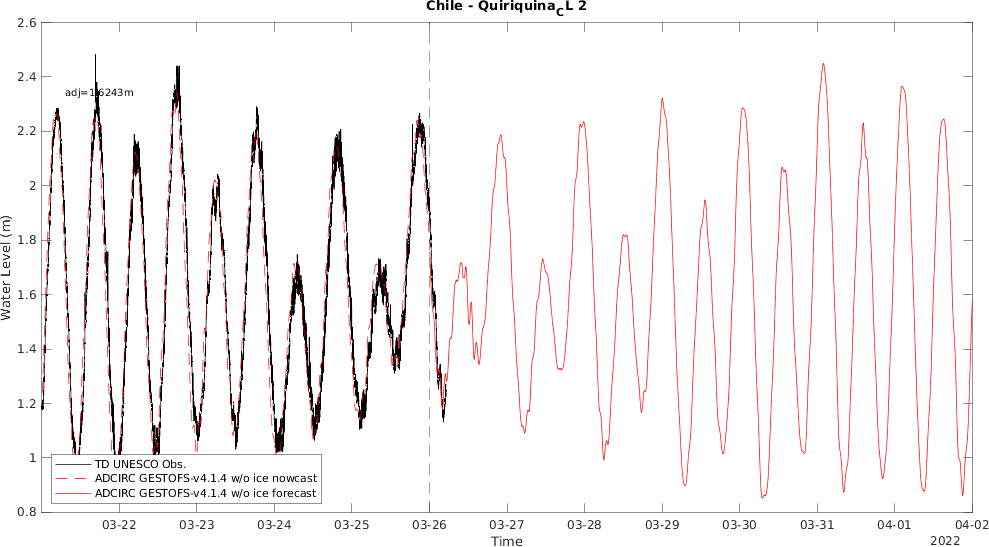 Chile - Quiriquina_CL 2
2.6
2.4
2.2
2
1.8
1.6
1.4
1.2
1
0.8
Water Level (m)
adj=1.6243m
TD UNESCO Obs.
ADCIRC GESTOFS-v4.1.4 w/o ice nowcast
ADCIRC GESTOFS-v4.1.4 w/o ice forecast
03-22 03-23 03-24 03-25 03-26 03-27 03-28 03-29 03-30 03-31 04-01 04-02
Time
2022